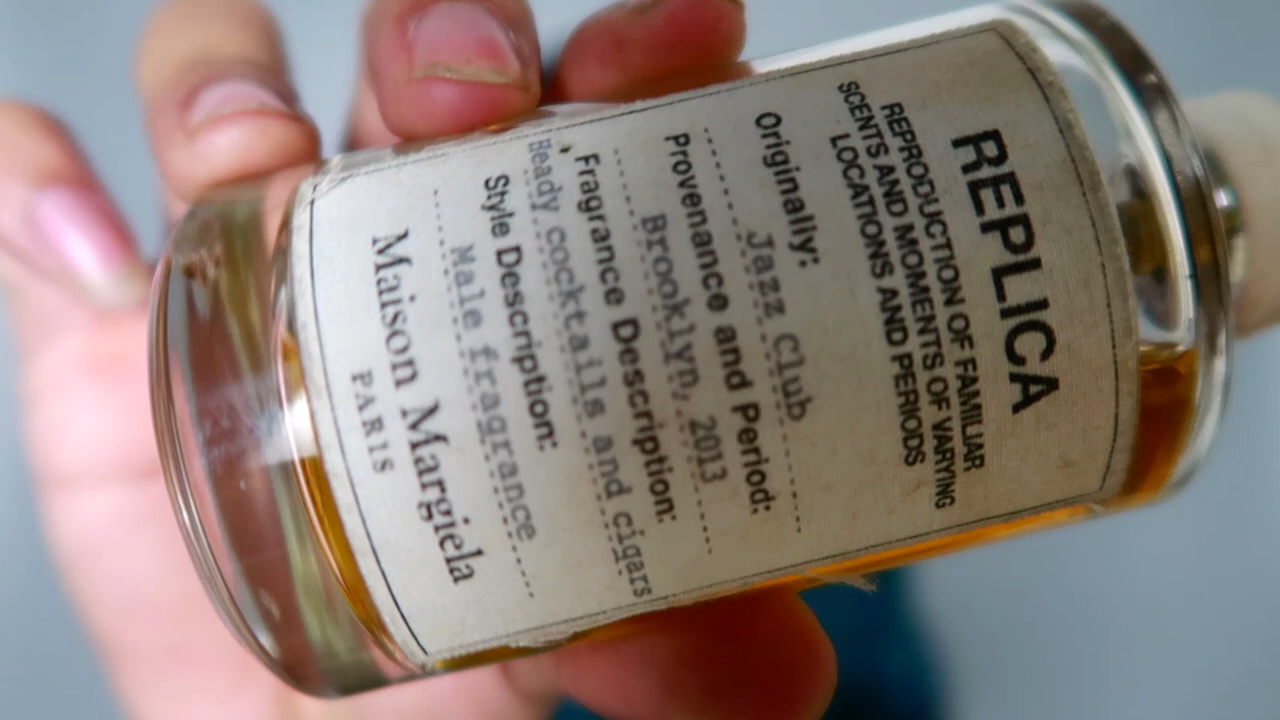 REPLICA
REPRODUCTION OF FAMILIAR
SCENTS AND MOMENTS OF VARYING
LOCATIONS AND PERIODS
Originally:
Jazz Club
Provenance and Period:
Brooklyn, 2013
Fragrance Description:
Heady cocktails and cigars
Style Description:
Male fragrance
Maison Margiela
PARIS